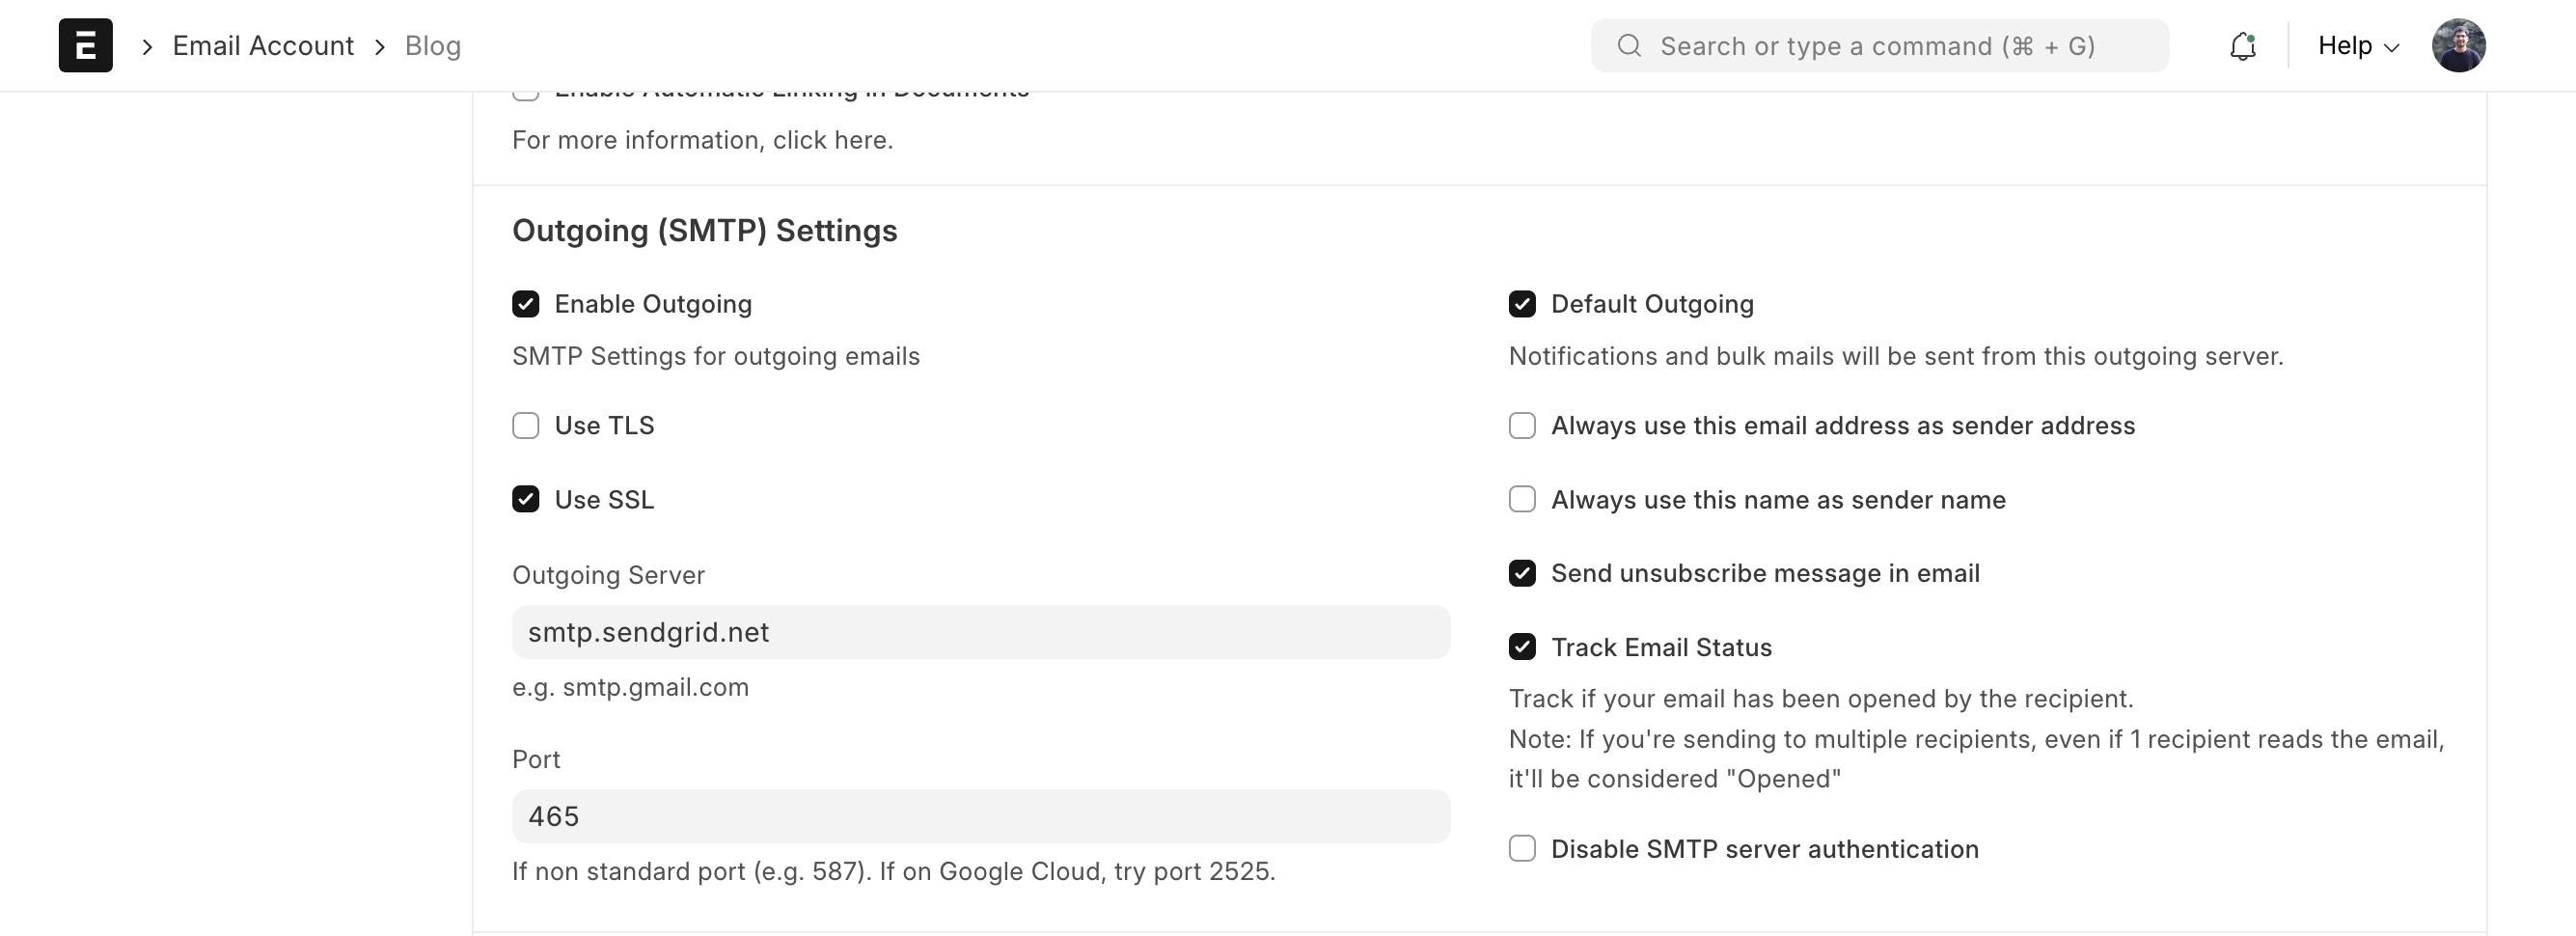 Email Account
Blog
Search or type a command (⌘ + G)
Help
Enable Automatic Linking in Documents
For more information, click here.
Outgoing (SMTP) Settings
Enable Outgoing
SMTP Settings for outgoing emails
Use TLS
Use SSL
Outgoing Server
smtp.sendgrid.net
e.g. smtp.gmail.com
Port
465
If non standard port (e.g. 587). If on Google Cloud, try port 2525.
Default Outgoing
Notifications and bulk mails will be sent from this outgoing server.
Always use this email address as sender address
Always use this name as sender name
Send unsubscribe message in email
Track Email Status
Track if your email has been opened by the recipient.
Note: If you're sending to multiple recipients, even if 1 recipient reads the email,
it'll be considered "Opened"
Disable SMTP server authentication